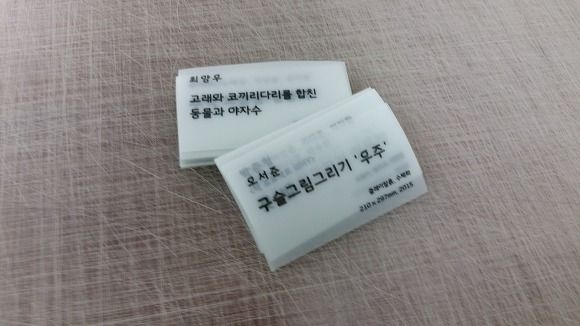 최양우
고래와 코끼리다리를 합친
동물과 야자수
오서준
구슬그림그리기 '우주'
210 x 297mm, 2015